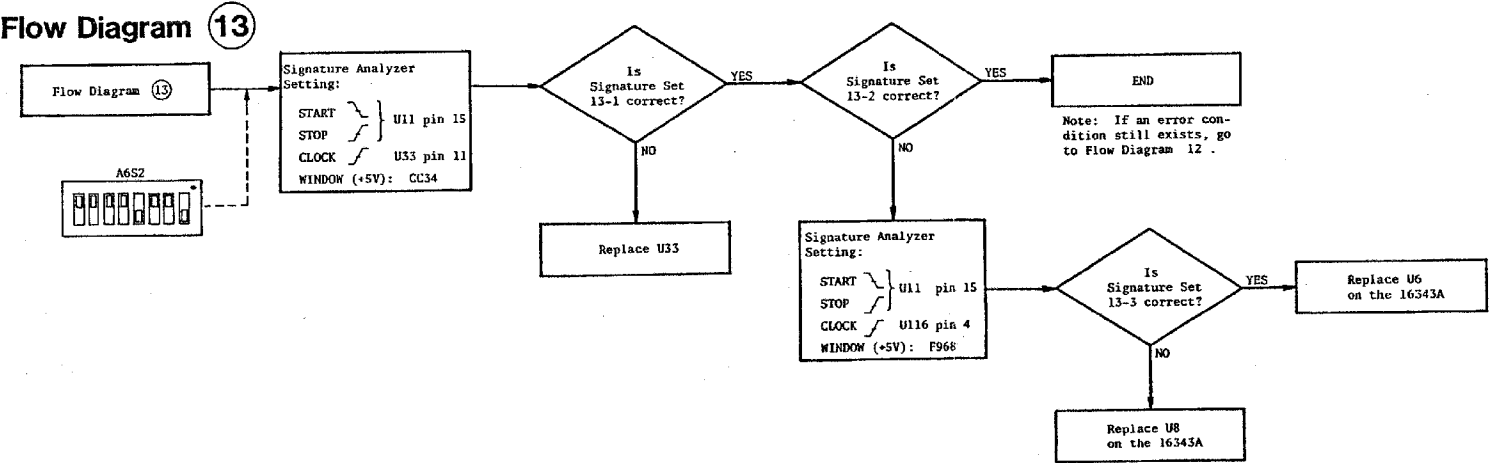 Flow Diagram 13
Flow Diagram 13
A6S2
Signature Analyzer
Setting:
START
STOP
U11 pin 15
CLOCK U33 pin 11
WINDOW (+5V): CC34
Is
Signature Set
13-1 correct?
YES
NO
Replace U33
Is
Signature Set
13-2 correct?
YES
NO
END
Note: If an error con-
dition still exists, go
to Flow Diagram 12 .
Signature Analyzer
Setting:
START
STOP
U11 pin 15
CLOCK U116 pin 4
WINDOW (+5V): F968
Is
Signature Set
13-3 correct?
YES
NO
Replace U6
on the 16343A
Replace U8
on the 16343A